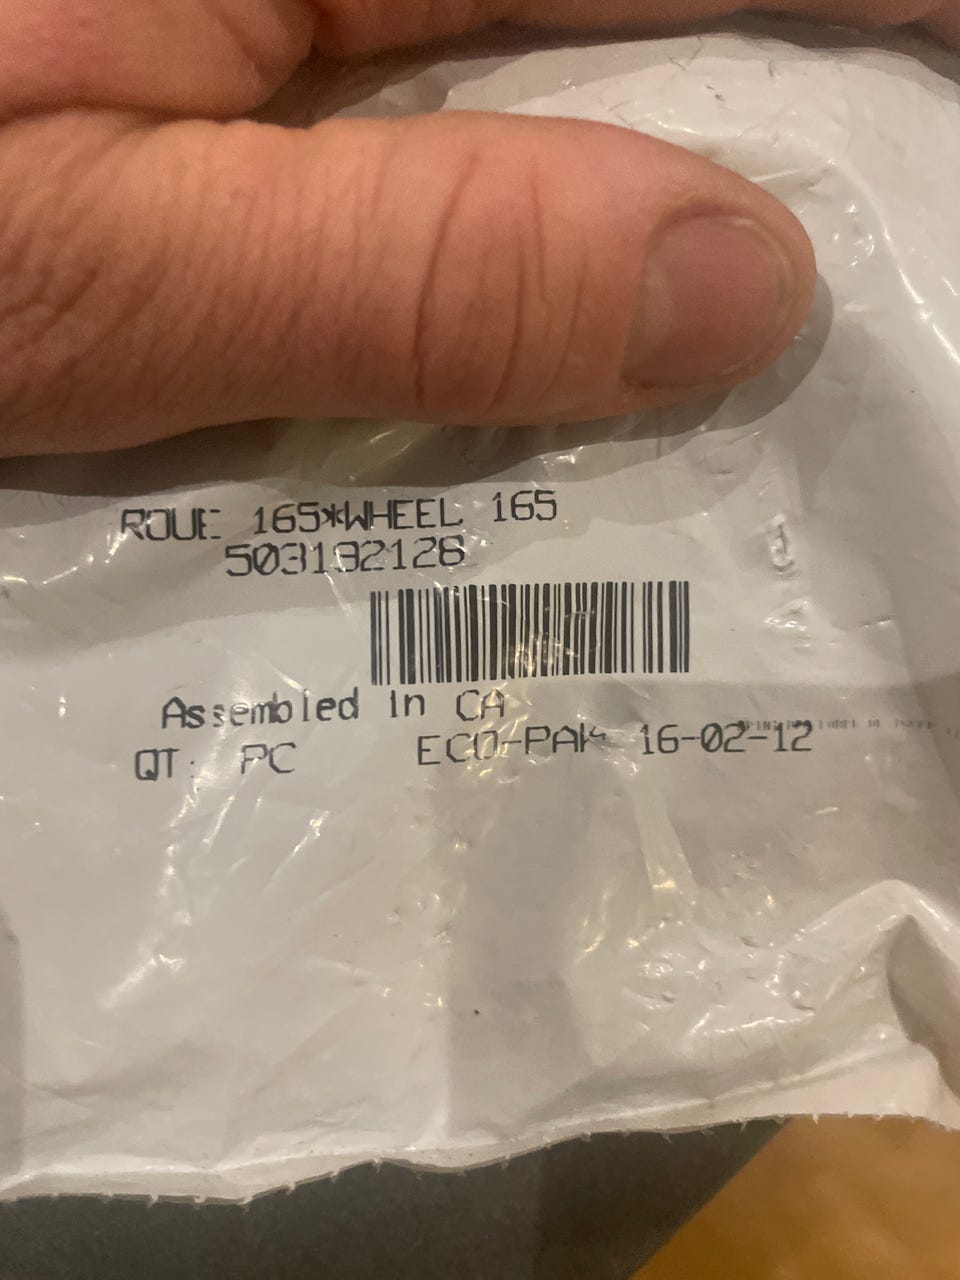 ROUE 165*WHEEL 165
503192128
Assembled in CA
QT: PC ECO-PAK 16-02-12